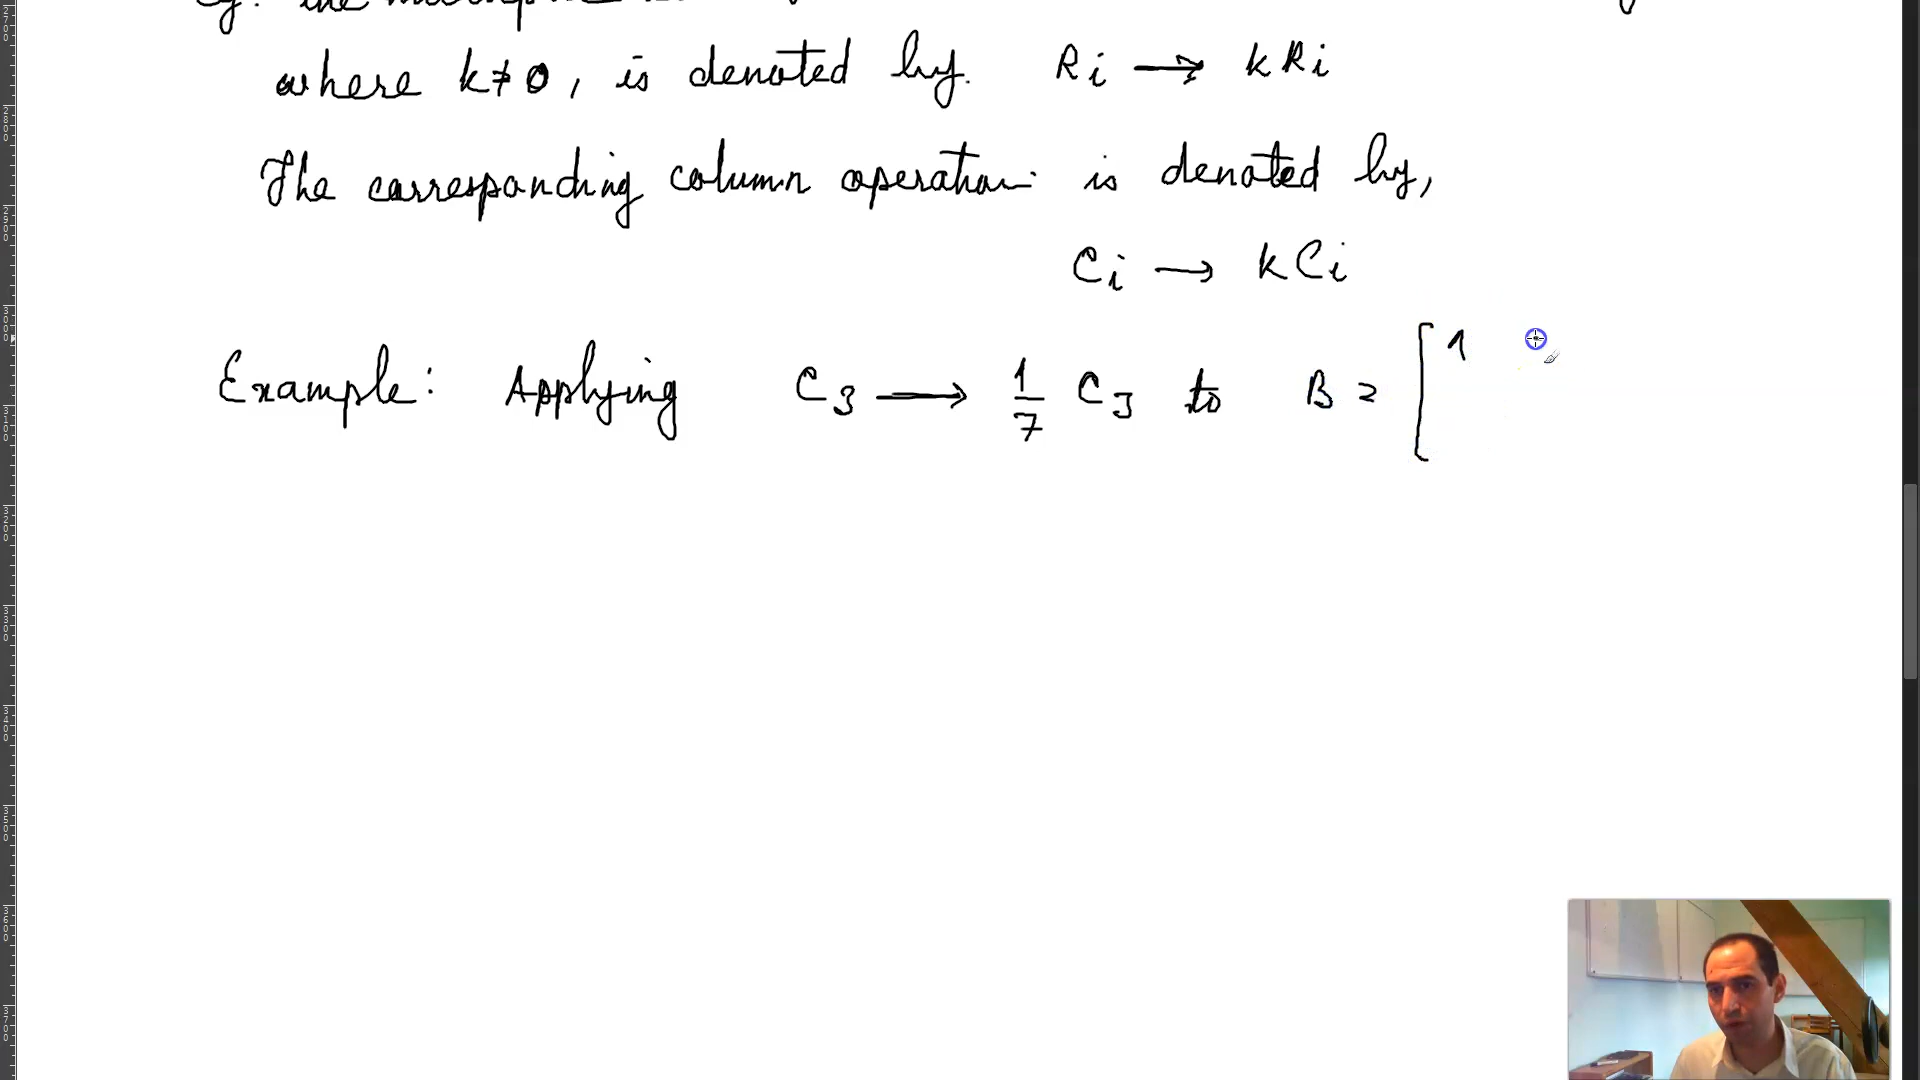 where k≠0, is denoted by. Ri → kRi
The corresponding column operation is denoted by,
Ci → kCi
Example: Applying C3 → 1/7 C3 to B = [ 1